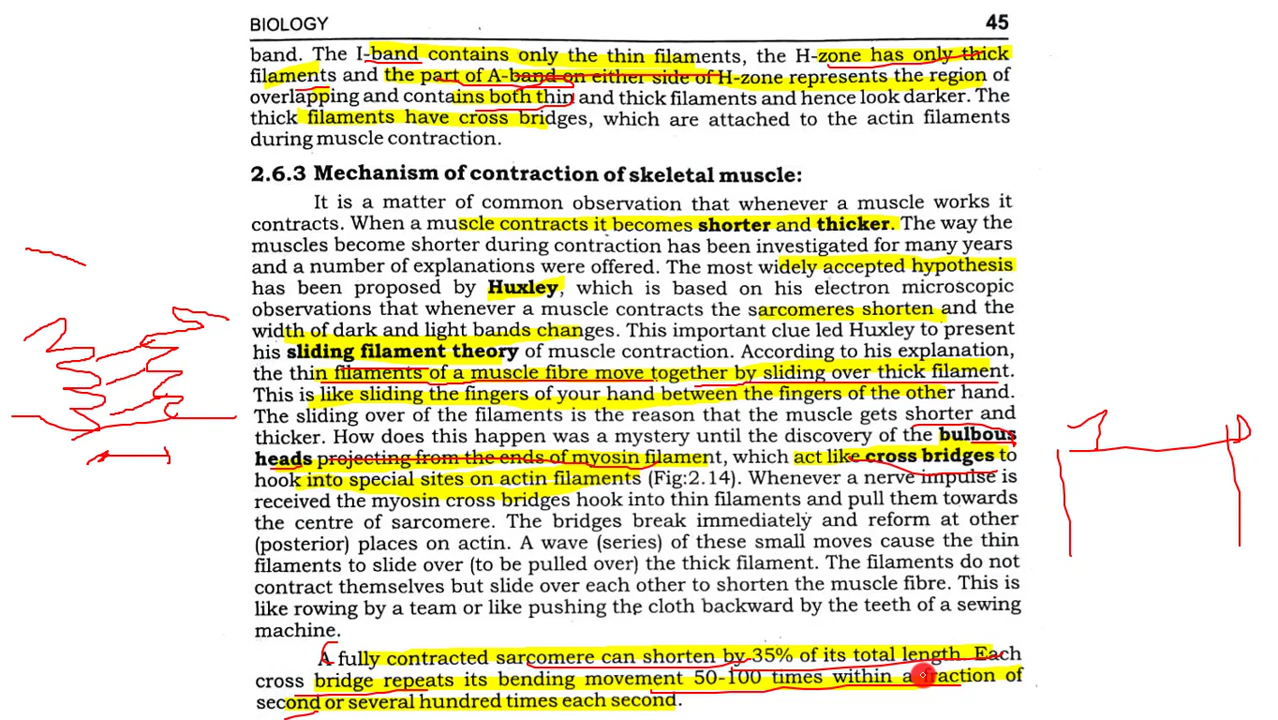 BIOLOGY 45
band. The I-band contains only the thin filaments, the H-zone has only thick
filaments and the part of A-band on either side of H-zone represents the region of
overlapping and contains both thin and thick filaments and hence look darker. The
thick filaments have cross bridges, which are attached to the actin filaments
during muscle contraction.
2.6.3 Mechanism of contraction of skeletal muscle:
It is a matter of common observation that whenever a muscle works it
contracts. When a muscle contracts it becomes shorter and thicker. The way the
muscles become shorter during contraction has been investigated for many years
and a number of explanations were offered. The most widely accepted hypothesis
has been proposed by Huxley, which is based on his electron microscopic
observations that whenever a muscle contracts the sarcomeres shorten and the
width of dark and light bands changes. This important clue led Huxley to present
his sliding filament theory of muscle contraction. According to his explanation,
the thin filaments of a muscle fibre move together by sliding over thick filament.
This is like sliding the fingers of your hand between the fingers of the other hand.
The sliding over of the filaments is the reason that the muscle gets shorter and
thicker. How does this happen was a mystery until the discovery of the bulbous
heads projecting from the ends of myosin filament, which act like cross bridges to
hook into special sites on actin filaments (Fig:2.14). Whenever a nerve impulse is
received the myosin cross bridges hook into thin filaments and pull them towards
the centre of sarcomere. The bridges break immediately and reform at other
(posterior) places on actin. A wave (series) of these small moves cause the thin
filaments to slide over (to be pulled over) the thick filament. The filaments do not
contract themselves but slide over each other to shorten the muscle fibre. This is
like rowing by a team or like pushing the cloth backward by the teeth of a sewing
machine.
A fully contracted sarcomere can shorten by 35% of its total length. Each
cross bridge repeats its bending movement 50-100 times within a fraction of
second or several hundred times each second.